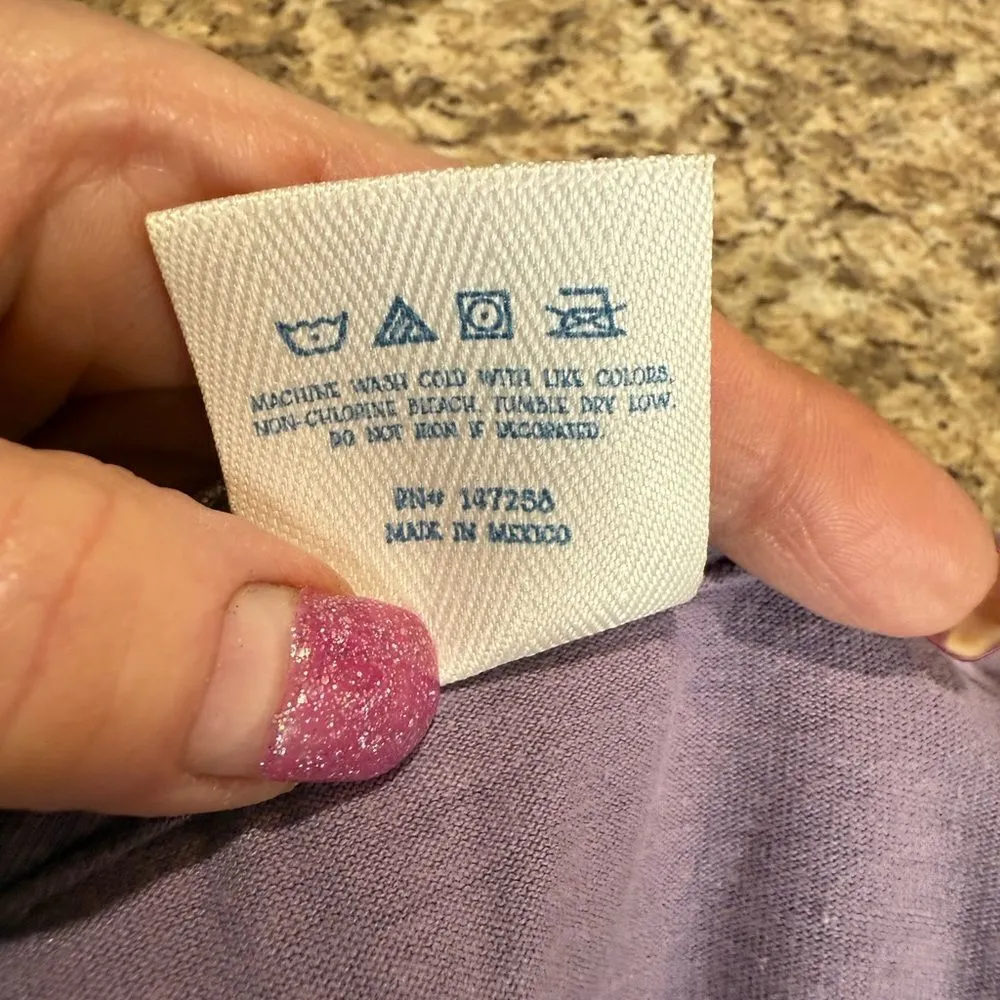 MACHINE WASH COLD WITH LIKE COLORS.
NON-CHLORINE BLEACH. TUMBLE DRY LOW.
DO NOT IRON IF DECORATED.
RN# 147258
MADE IN MEXICO